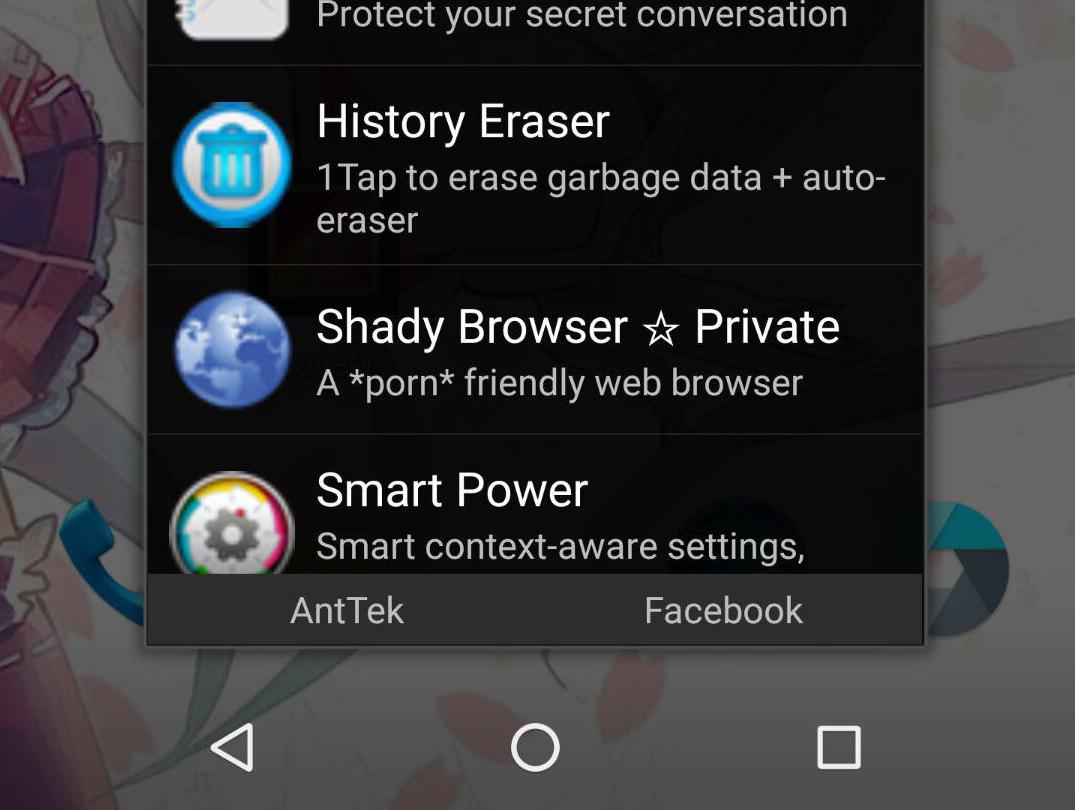 Protect your secret conversation
History Eraser
1Tap to erase garbage data + auto-
eraser
Shady Browser ☆ Private
A *porn* friendly web browser
Smart Power
Smart context-aware settings,
AntTek
Facebook